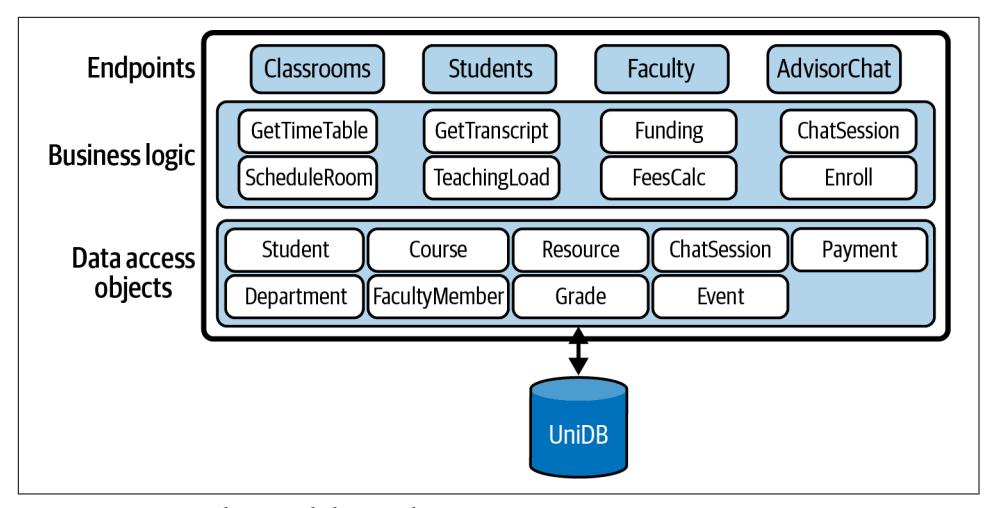 Endpoints
Classrooms
Students
Faculty
AdvisorChat
Business logic
GetTimeTable
GetTranscript
Funding
ChatSession
ScheduleRoom
TeachingLoad
FeesCalc
Enroll
Data access
objects
Student
Course
Resource
ChatSession
Payment
Department
FacultyMember
Grade
Event
UniDB